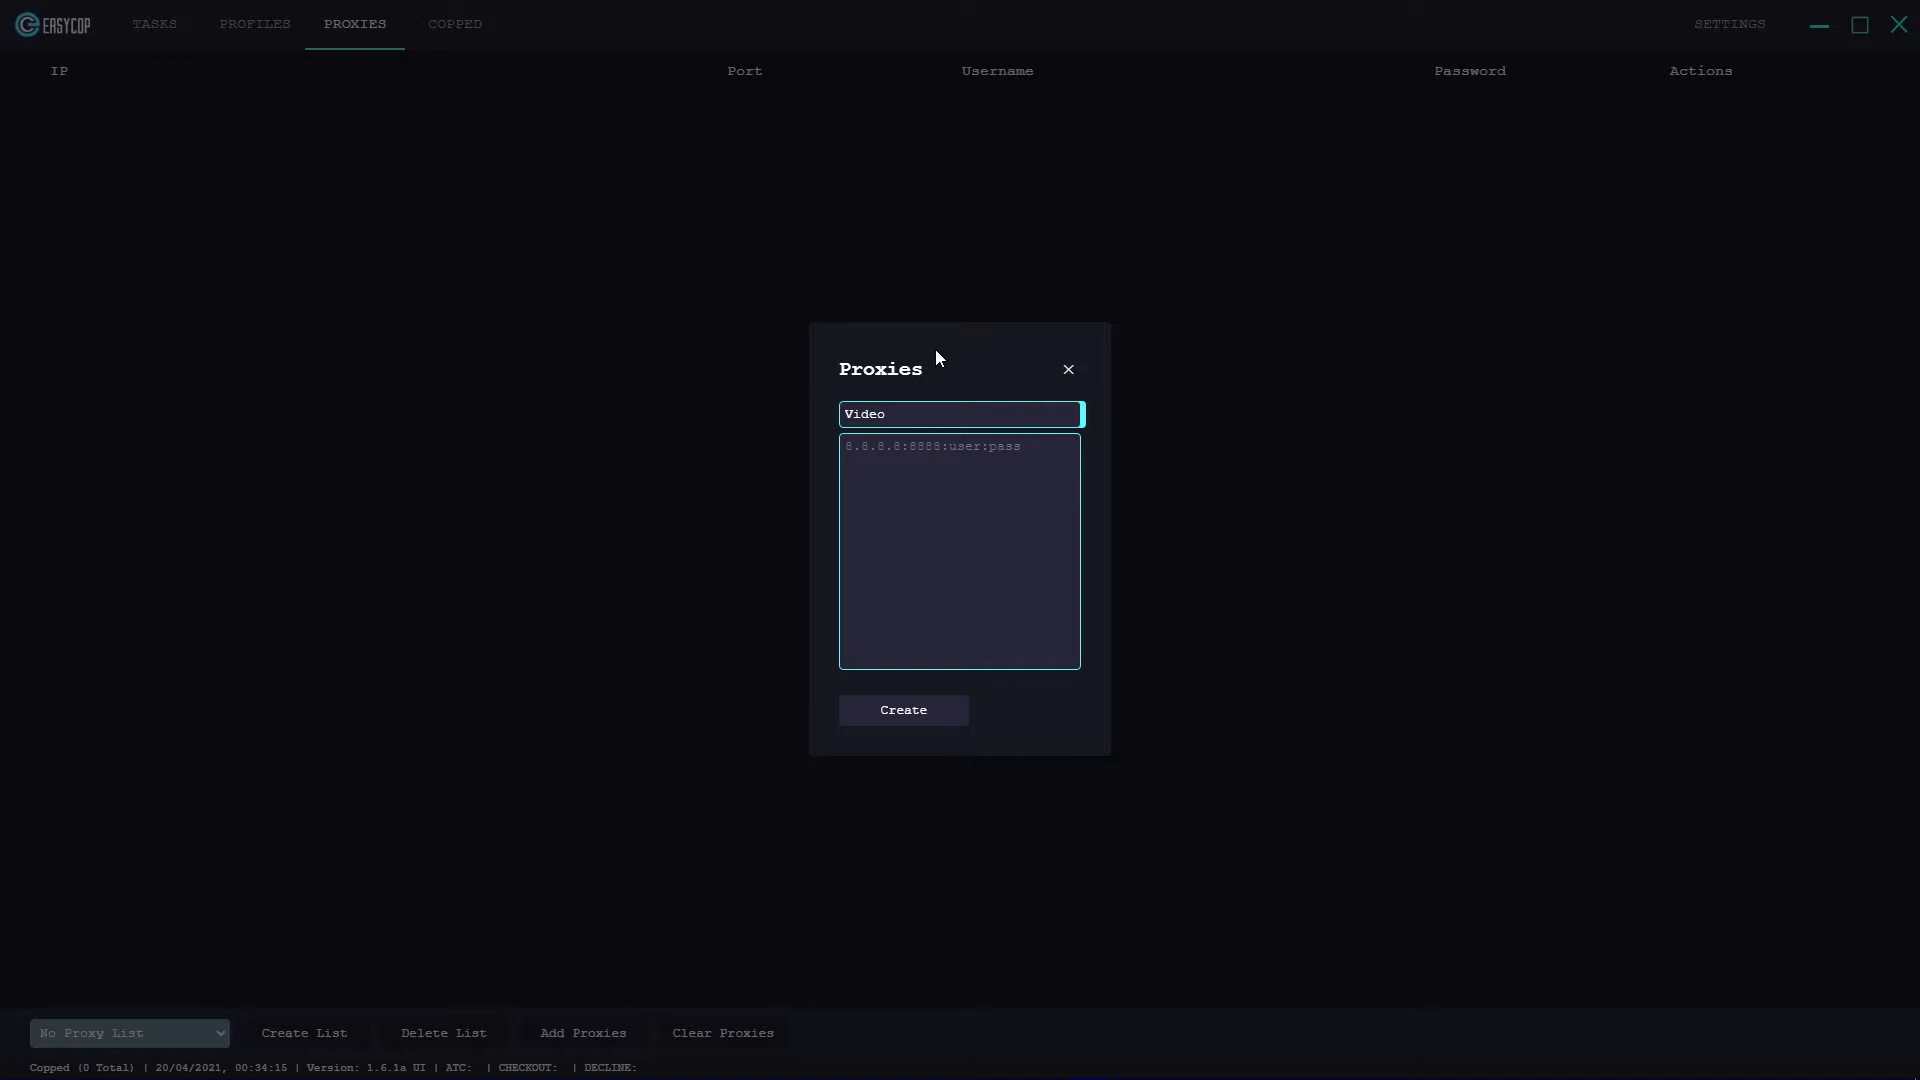 EASYCOP TASKS PROFILES PROXIES COPPED SETTINGS
IP Port Username Password Actions
Proxies
Video
8.8.8.8:8888:user:pass
Create
No Proxy List Create List Delete List Add Proxies Clear Proxies
Copped (0 Total) | 20/04/2021, 00:34:15 | Version: 1.6.1a UI | ATC: | CHECKOUT: | DECLINE: